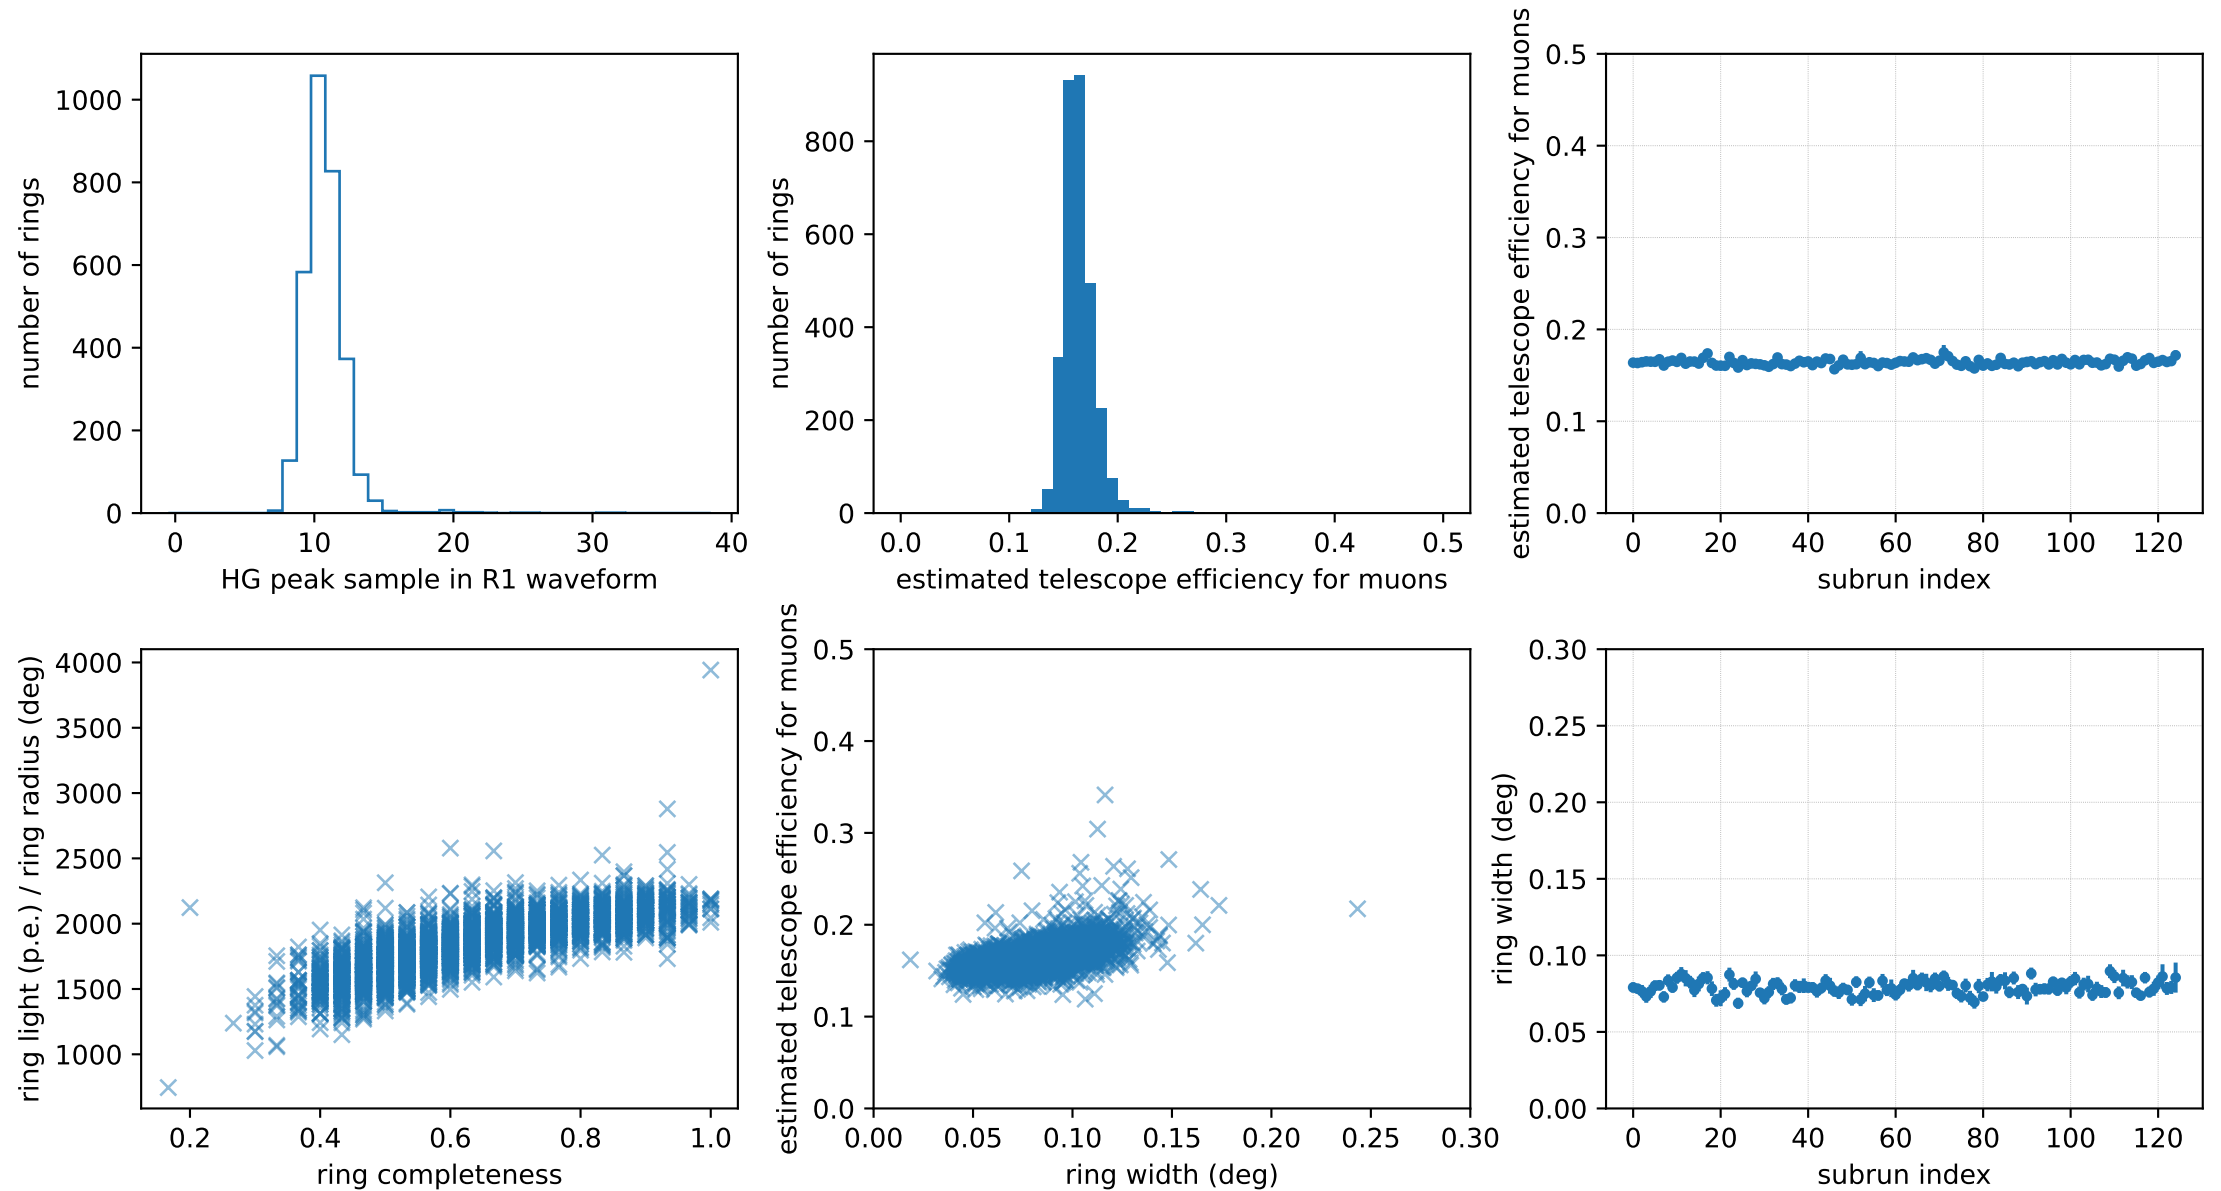 number of rings
1000
800
600
400
200
0
0 10 20 30 40
HG peak sample in R1 waveform
number of rings
800
600
400
200
0
0.0 0.1 0.2 0.3 0.4 0.5
estimated telescope efficiency for muons
estimated telescope efficiency for muons
0.5
0.4
0.3
0.2
0.1
0.0
0 20 40 60 80 100 120
subrun index
ring light (p.e.) / ring radius (deg)
4000
3500
3000
2500
2000
1500
1000
0.2 0.4 0.6 0.8 1.0
ring completeness
estimated telescope efficiency for muons
0.5
0.4
0.3
0.2
0.1
0.0
0.00 0.05 0.10 0.15 0.20 0.25 0.30
ring width (deg)
ring width (deg)
0.30
0.25
0.20
0.15
0.10
0.05
0.00
0 20 40 60 80 100 120
subrun index